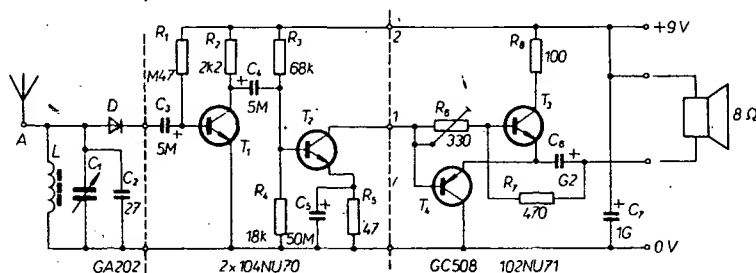 A
L
C₁
C₂
27
D
C₃
5M
R₁
M47
R₂
2k2
C₄
5M
R₃
68k
T₁
T₂
R₄
18k
C₅
50M
R₅
47
2
1
R₆
330
T₄
T₃
R₈
100
C₆
G2
R₇
470
C₇
1G
+9V
8 Ω
0V
GA202
2x104NU70
GC508
102NU71